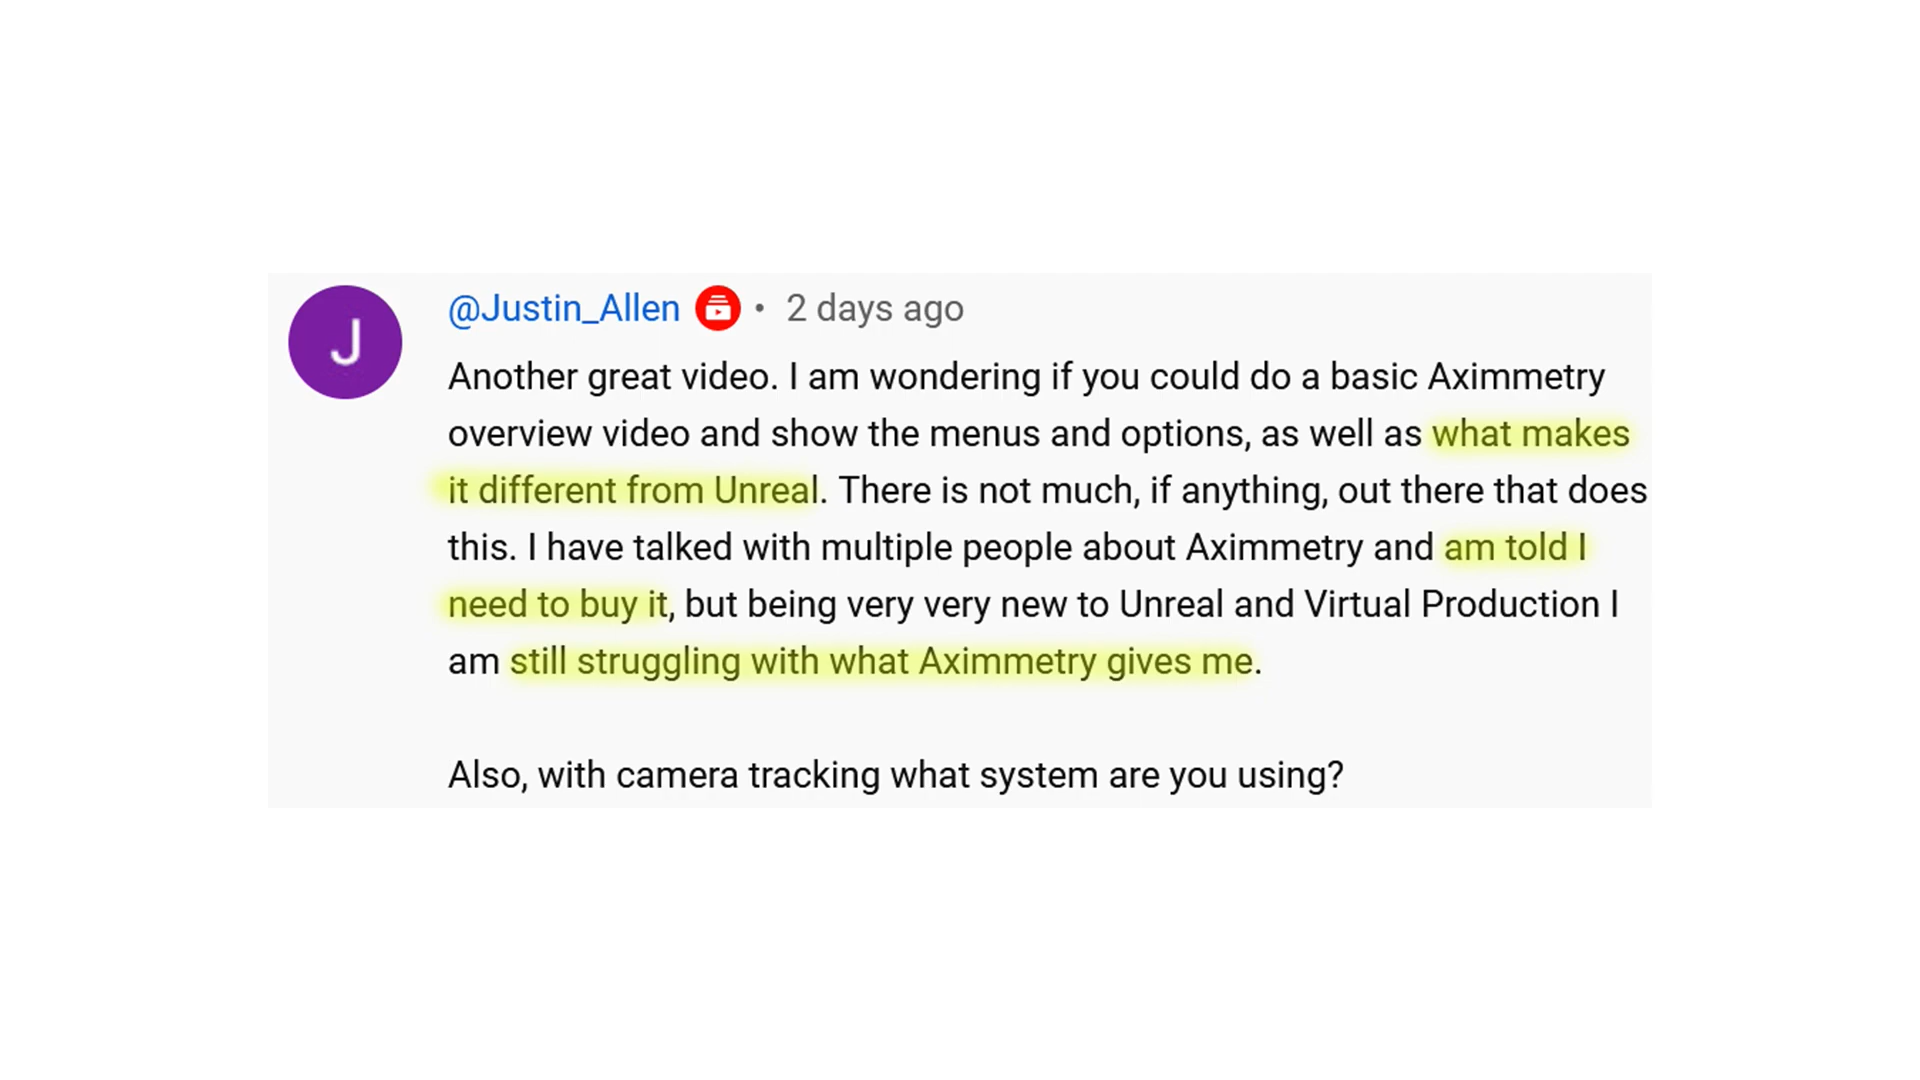 J
@Justin_Allen • 2 days ago
Another great video. I am wondering if you could do a basic Aximmetry
overview video and show the menus and options, as well as what makes
it different from Unreal. There is not much, if anything, out there that does
this. I have talked with multiple people about Aximmetry and am told I
need to buy it, but being very very new to Unreal and Virtual Production I
am still struggling with what Aximmetry gives me.
Also, with camera tracking what system are you using?